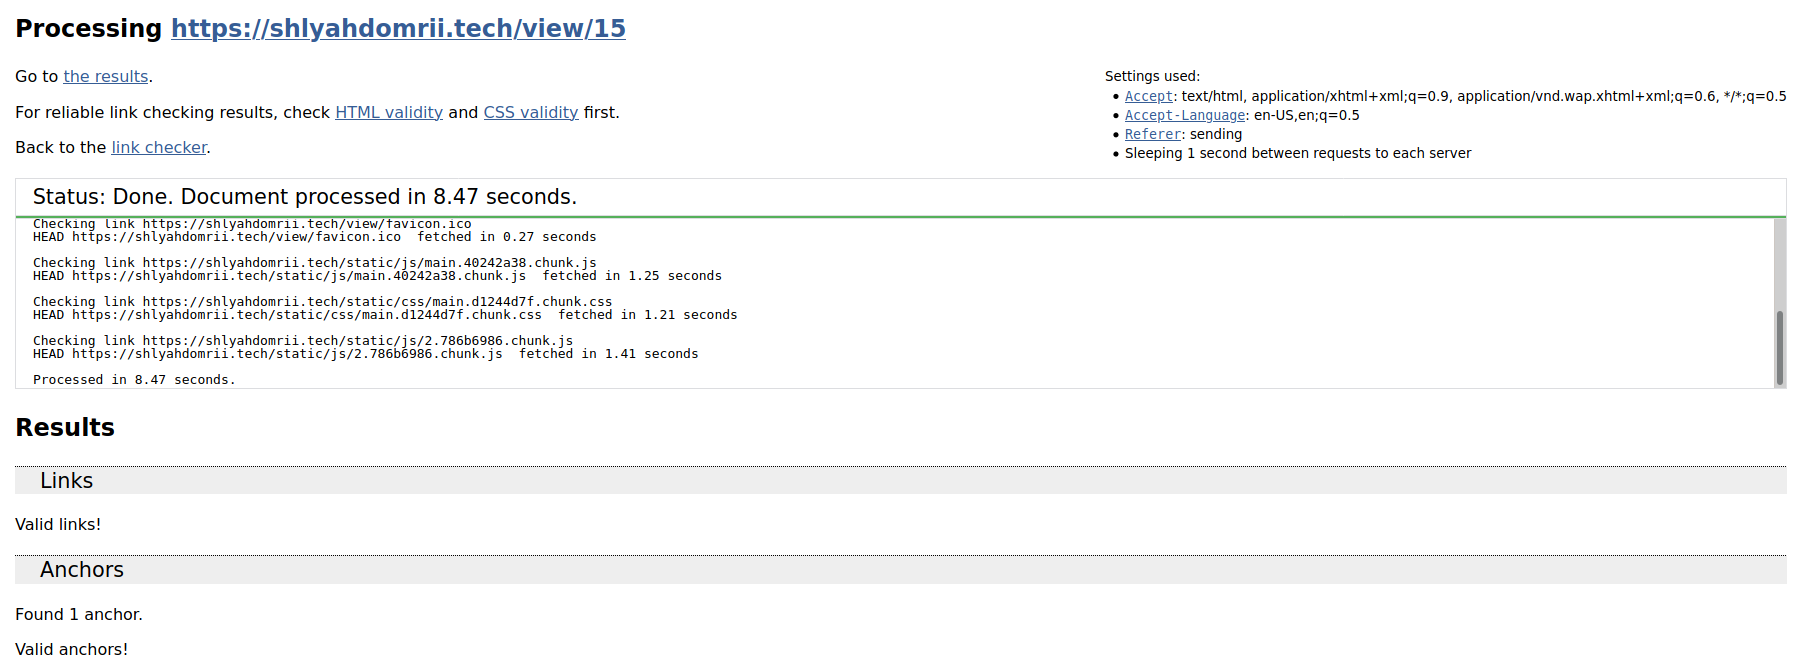 Processing https://shlyahdomrii.tech/view/15
Go to the results.
For reliable link checking results, check HTML validity and CSS validity first.
Back to the link checker.
Settings used:
• Accept: text/html, application/xhtml+xml;q=0.9, application/vnd.wap.xhtml+xml;q=0.6, */*;q=0.5
• Accept-Language: en-US,en;q=0.5
• Referer: sending
• Sleeping 1 second between requests to each server
Status: Done. Document processed in 8.47 seconds.
Checking link https://shlyahdomrii.tech/view/favicon.ico
HEAD https://shlyahdomrii.tech/view/favicon.ico  fetched in 0.27 seconds
Checking link https://shlyahdomrii.tech/static/js/main.40242a38.chunk.js
HEAD https://shlyahdomrii.tech/static/js/main.40242a38.chunk.js  fetched in 1.25 seconds
Checking link https://shlyahdomrii.tech/static/css/main.d1244d7f.chunk.css
HEAD https://shlyahdomrii.tech/static/css/main.d1244d7f.chunk.css  fetched in 1.21 seconds
Checking link https://shlyahdomrii.tech/static/js/2.786b6986.chunk.js
HEAD https://shlyahdomrii.tech/static/js/2.786b6986.chunk.js  fetched in 1.41 seconds
Processed in 8.47 seconds.
Results
Links
Valid links!
Anchors
Found 1 anchor.
Valid anchors!